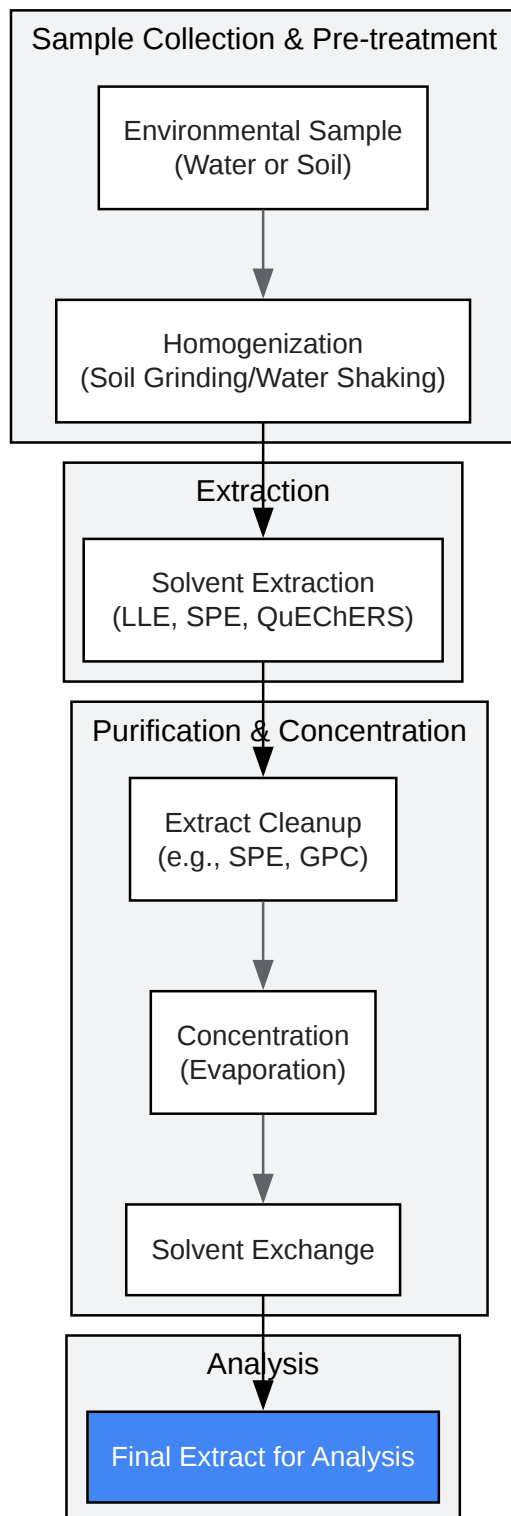 Sample Collection & Pre-treatment
Environmental Sample
(Water or Soil)
Homogenization
(Soil Grinding/Water Shaking)
Extraction
Solvent Extraction
(LLE, SPE, QuEChERS)
Purification & Concentration
Extract Cleanup
(e.g., SPE, GPC)
Concentration
(Evaporation)
Solvent Exchange
Analysis
Final Extract for Analysis